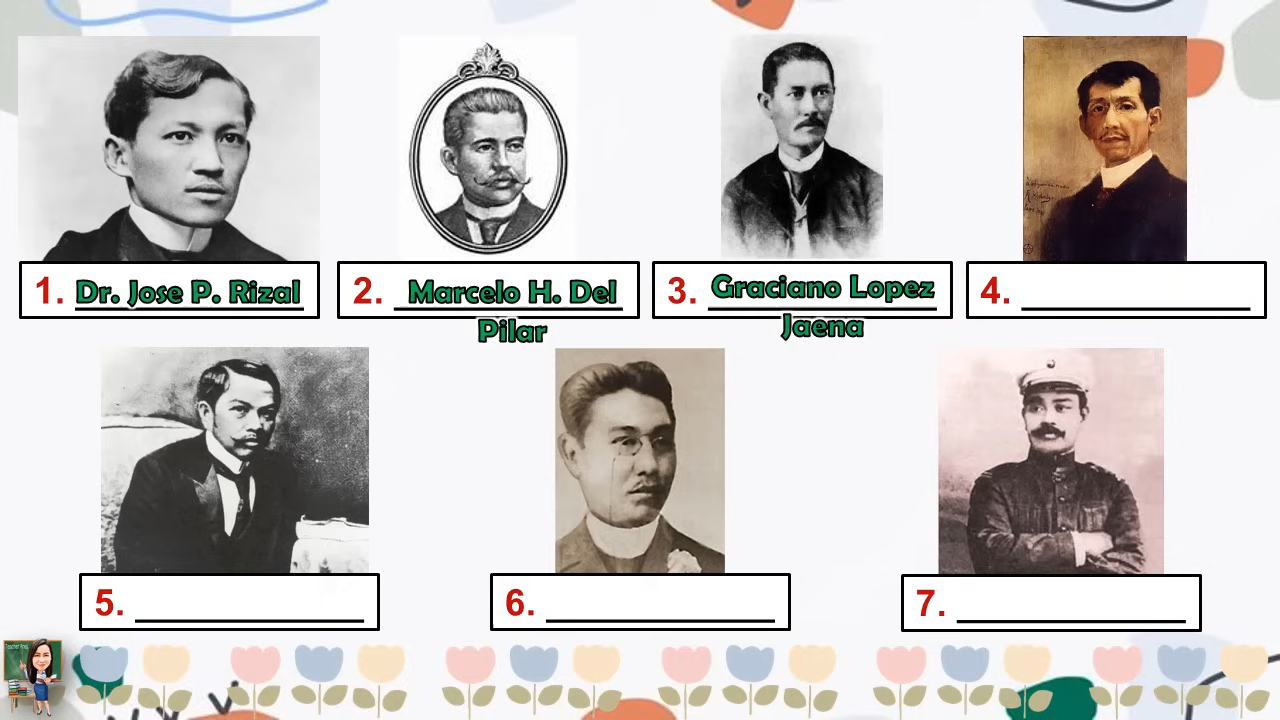 1. Dr. Jose P. Rizal
2. Marcelo H. Del
Pilar
3. Graciano Lopez
Jaena
4.
5.
6.
7.